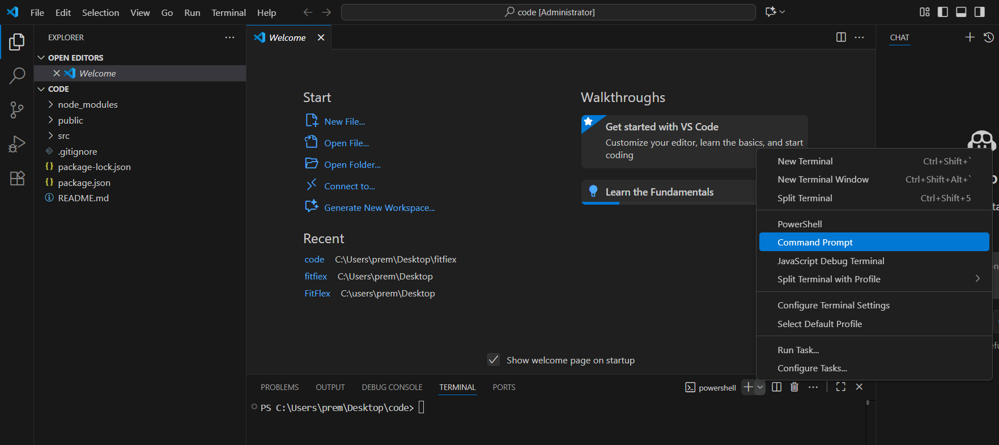 File Edit Selection View Go Run Terminal Help
code [Administrator]
EXPLORER
OPEN EDITORS
Welcome
CODE
node_modules
public
src
.gitignore
package-lock.json
package.json
README.md
Welcome
Start
New File...
Open File...
Open Folder...
Connect to...
Generate New Workspace...
Recent
code C:\Users\prem\Desktop\fitfiex
fitfiex C:\Users\prem\Desktop
FitFlex C:\users\prem\Desktop
Walkthroughs
Get started with VS Code
Customize your editor, learn the basics, and start
coding
Learn the Fundamentals
Show welcome page on startup
CHAT
New Terminal Ctrl+Shift+`
New Terminal Window Ctrl+Shift+Alt+`
Split Terminal Ctrl+Shift+5
PowerShell
Command Prompt
JavaScript Debug Terminal
Split Terminal with Profile
Configure Terminal Settings
Select Default Profile
Run Task...
Configure Tasks...
PROBLEMS OUTPUT DEBUG CONSOLE TERMINAL PORTS
powershell
PS C:\Users\prem\Desktop\code>